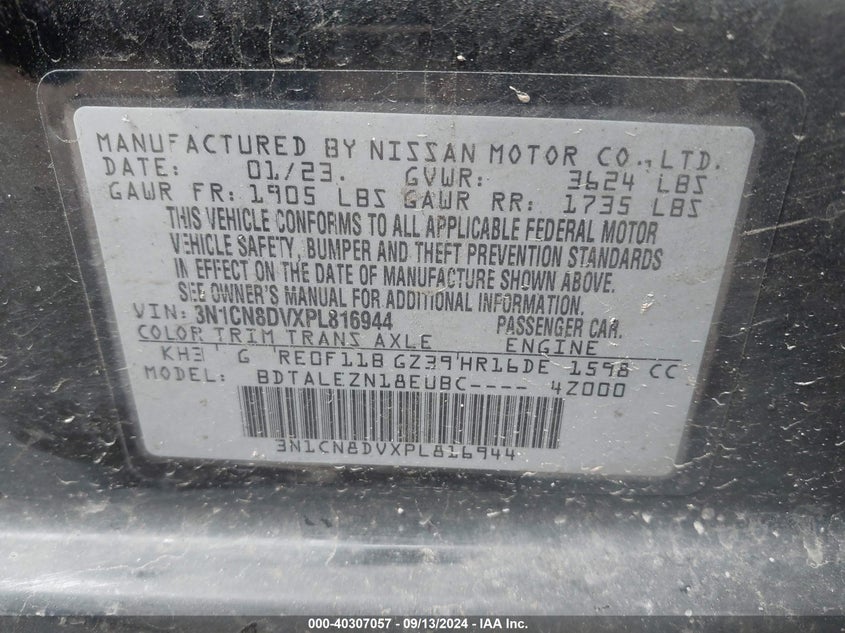 MANUFACTURED BY NISSAN MOTOR CO., LTD.
DATE: 01/23. GVWR: 3624 LBS
GAWR FR: 1905 LBS GAWR RR: 1735 LBS
THIS VEHICLE CONFORMS TO ALL APPLICABLE FEDERAL MOTOR
VEHICLE SAFETY, BUMPER AND THEFT PREVENTION STANDARDS
IN EFFECT ON THE DATE OF MANUFACTURE SHOWN ABOVE.
SEE OWNER'S MANUAL FOR ADDITIONAL INFORMATION.
VIN: 3N1CN8DVXPL816944 PASSENGER CAR.
COLOR TRIM TRANS AXLE ENGINE
KH3 G RE0F11B GZ39 HR16DE 1598 CC
MODEL: BDTALEZN18EUBC---- 4Z000
3N1CN8DVXPL816944
000-40307057 - 09/13/2024 - IAA Inc.